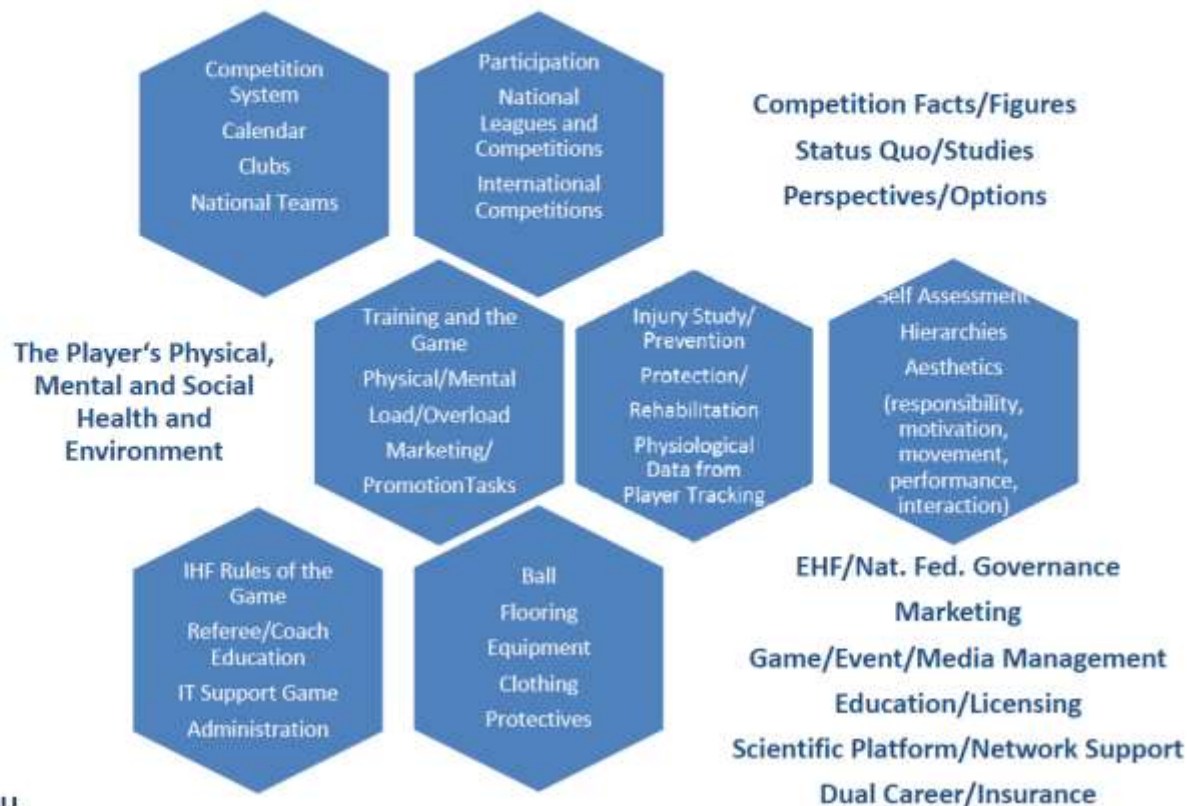 Competition
System
Calendar
Clubs
National Teams
Participation
National
Leagues and
Competitions
International
Competitions
Competition Facts/Figures
Status Quo/Studies
Perspectives/Options
The Player's Physical,
Mental and Social
Health and
Environment
Training and the
Game
Physical/Mental
Load/Overload
Marketing/
PromotionTasks
Injury Study/
Prevention
Protection/
Rehabilitation
Physiological
Data from
Player Tracking
Self Assessment
Hierarchies
Aesthetics
(responsibility,
motivation,
movement,
performance,
interaction)
IHF Rules of the
Game
Referee/Coach
Education
IT Support Game
Administration
Ball
Flooring
Equipment
Clothing
Protectives
EHF/Nat. Fed. Governance
Marketing
Game/Event/Media Management
Education/Licensing
Scientific Platform/Network Support
Dual Career/Insurance